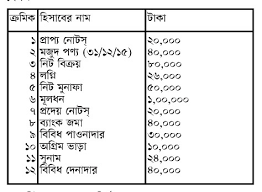 ক্রমিক হিসাবের নাম টাকা
১ প্রাপ্য নোটস্ ২০,০০০
২ মজুদ পণ্য (৩১/১২/১৫) ৪০,০০০
৩ নিট বিক্রয় ৮০,০০০
৪ লগ্নি ২৬,০০০
৫ নিট মুনাফা ৫০,০০০
৬ মূলধন ১,০০,০০০
৭ প্রদেয় নোটস্ ২০,০০০
৮ ব্যাংক জমা ৪০,০০০
৯ বিবিধ পাওনাদার ৩০,০০০
১০ অগ্রিম ভাড়া ১০,০০০
১১ সুনাম ২৪,০০০
১২ বিবিধ দেনাদার ৪০,০০০